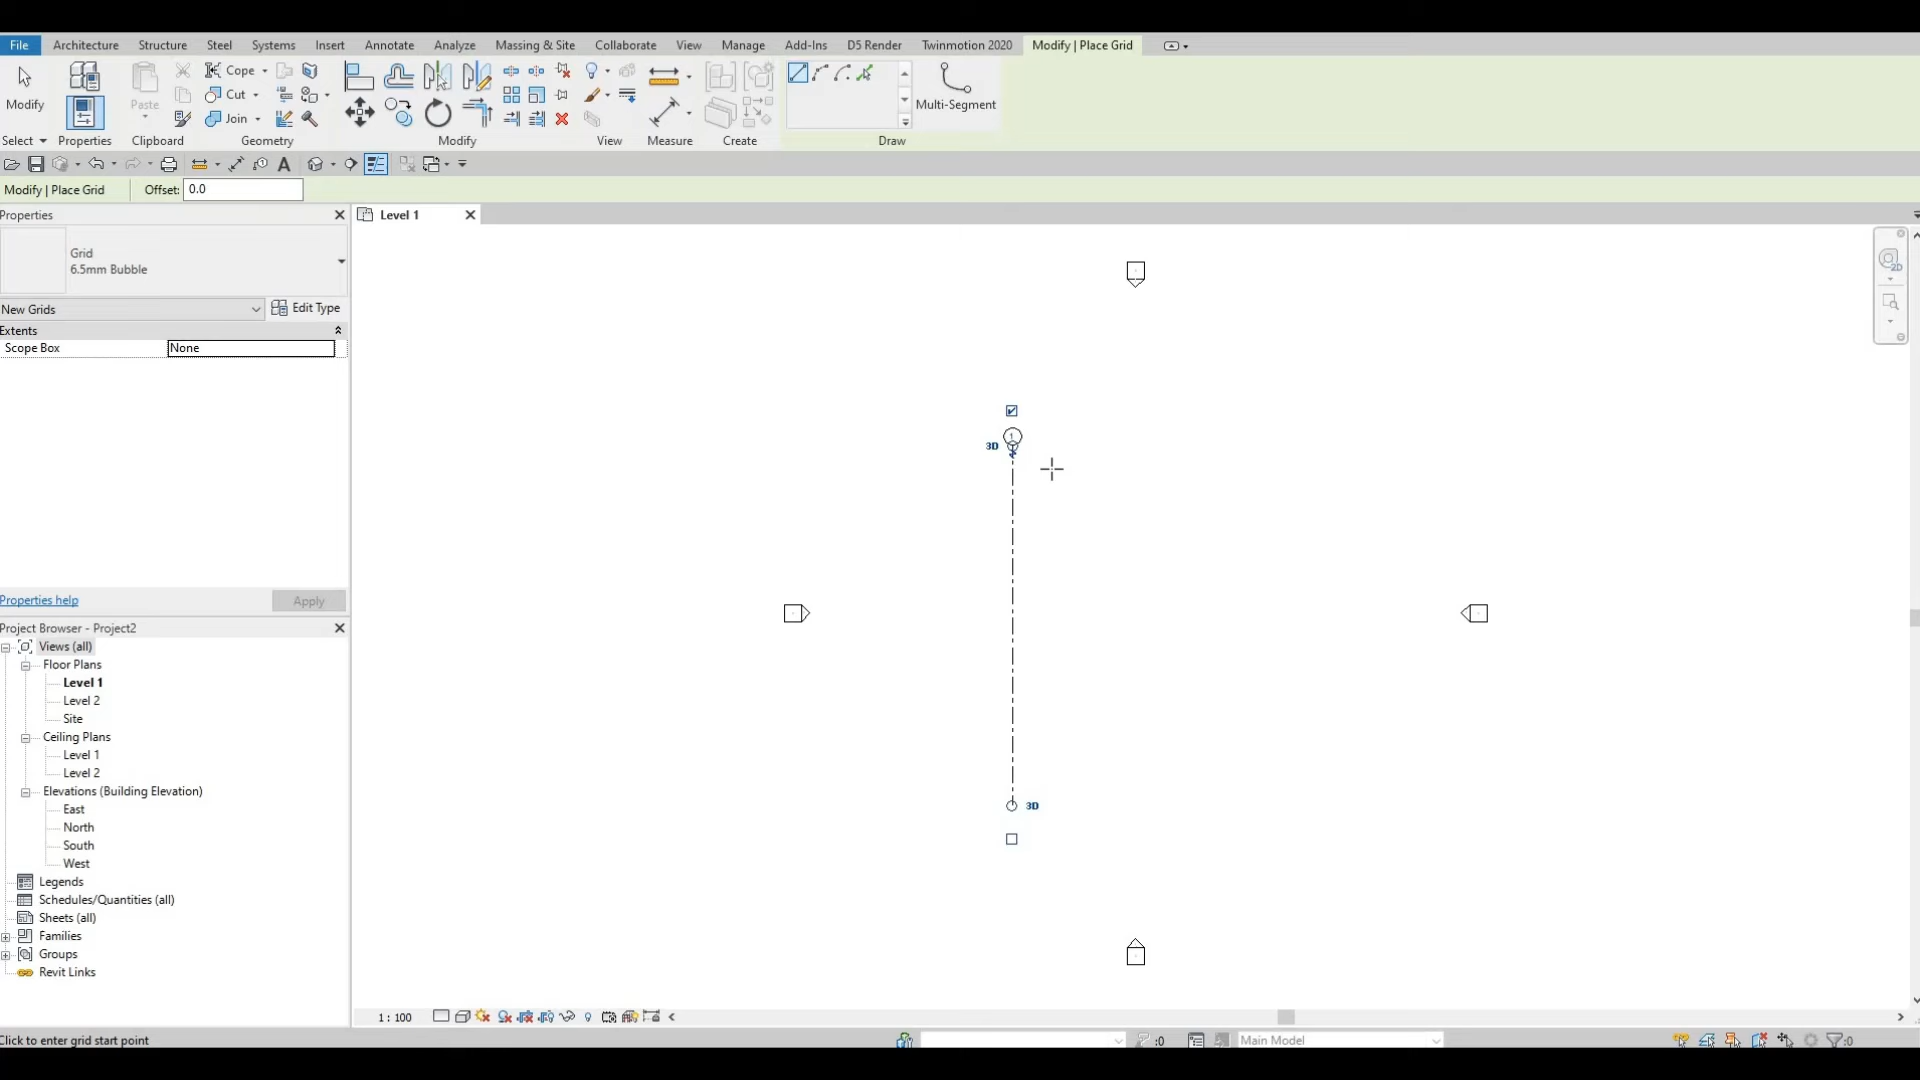 File Architecture Structure Steel Systems Insert Annotate Analyze Massing & Site Collaborate View Manage Add-Ins D5 Render Twinmotion 2020 Modify | Place Grid
Cope
Cut
Join
Modify
Paste
Multi-Segment
Select Properties Clipboard Geometry Modify View Measure Create Draw
Modify | Place Grid Offset: 0.0
Properties
Level 1
Grid
6.5mm Bubble
New Grids Edit Type
Extents
Scope Box None
Properties help Apply
Project Browser - Project2
Views (all)
Floor Plans
Level 1
Level 2
Site
Ceiling Plans
Level 1
Level 2
Elevations (Building Elevation)
East
North
South
West
Legends
Schedules/Quantities (all)
Sheets (all)
Families
Groups
Revit Links
2D
1
3D
3D
1 : 100
Click to enter grid start point
:0
Main Model
:0